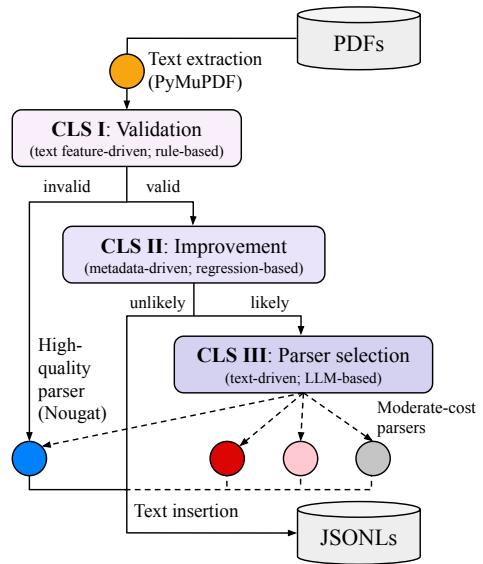 PDFs
Text extraction
(PyMuPDF)
CLS I: Validation
(text feature-driven; rule-based)
invalid
valid
CLS II: Improvement
(metadata-driven; regression-based)
unlikely
likely
CLS III: Parser selection
(text-driven; LLM-based)
High-
quality
parser
(Nougat)
Moderate-cost
parsers
Text insertion
JSONLs